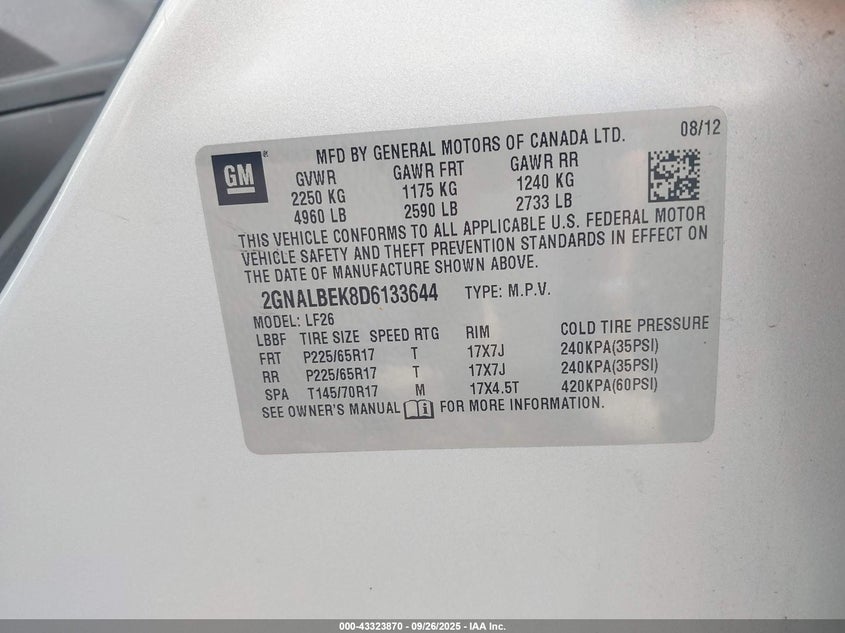 GM
MFD BY GENERAL MOTORS OF CANADA LTD.
08/12
GVWR GAWR FRT GAWR RR
2250 KG 1175 KG 1240 KG
4960 LB 2590 LB 2733 LB
THIS VEHICLE CONFORMS TO ALL APPLICABLE U.S. FEDERAL MOTOR
VEHICLE SAFETY AND THEFT PREVENTION STANDARDS IN EFFECT ON
THE DATE OF MANUFACTURE SHOWN ABOVE.
2GNALBEK8D6133644 TYPE: M.P.V.
MODEL: LF26
LBBF TIRE SIZE SPEED RTG RIM COLD TIRE PRESSURE
FRT P225/65R17 T 17X7J 240KPA(35PSI)
RR P225/65R17 T 17X7J 240KPA(35PSI)
SPA T145/70R17 M 17X4.5T 420KPA(60PSI)
SEE OWNER'S MANUAL FOR MORE INFORMATION.
000-43323870 - 09/26/2025 - IAA Inc.